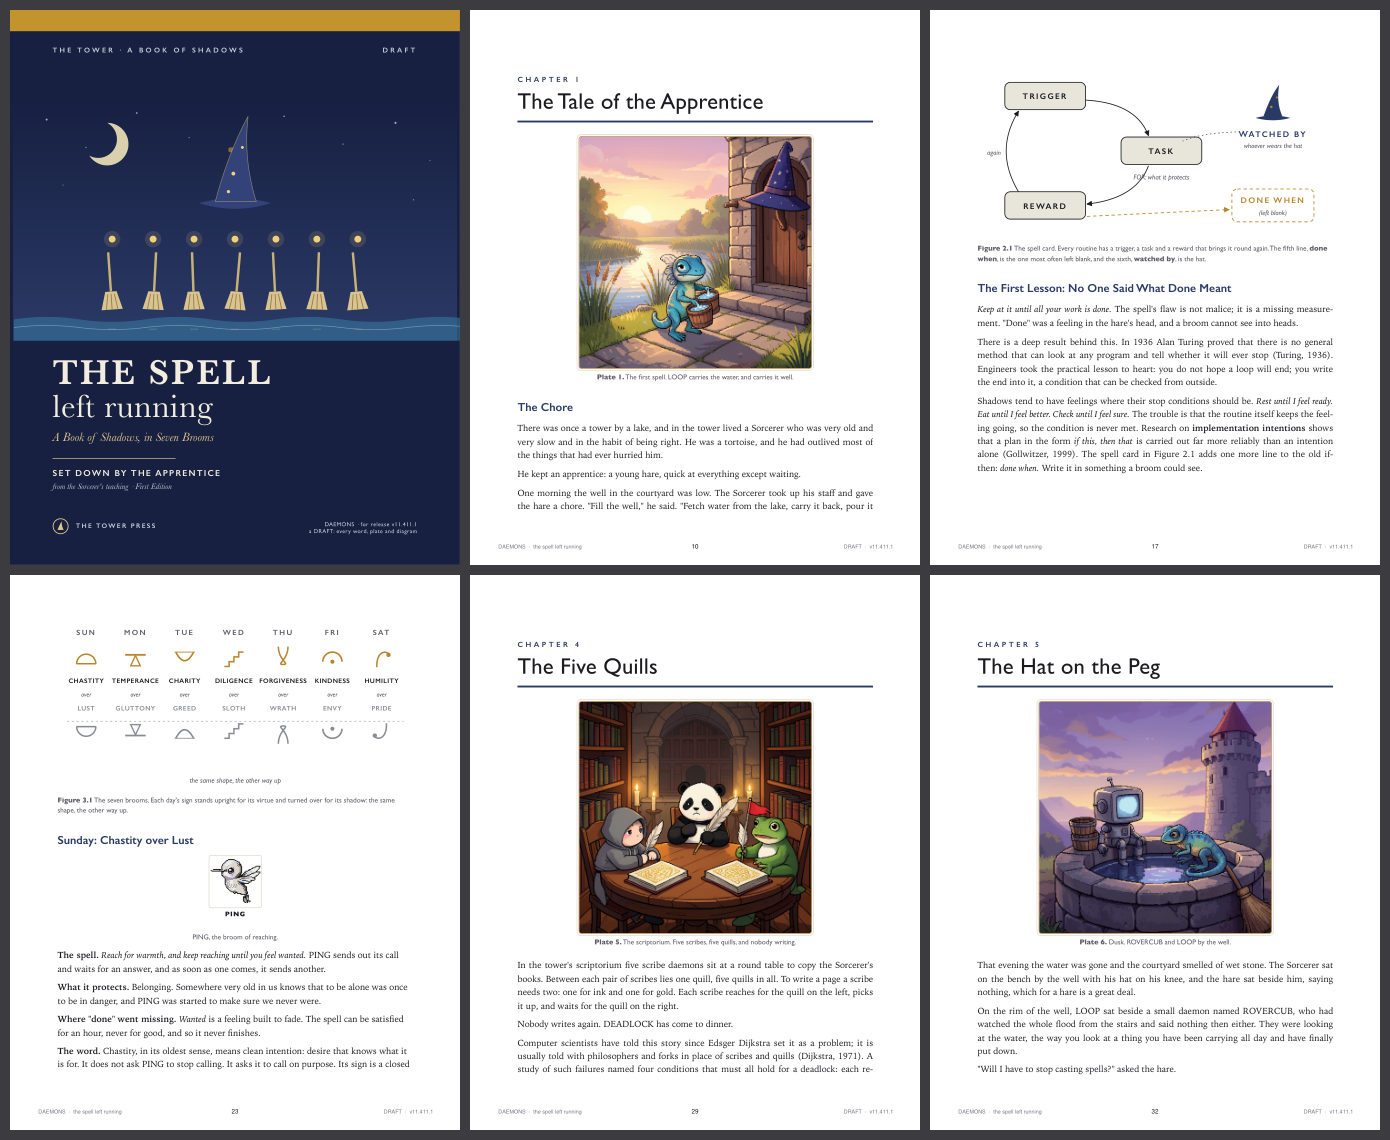 THE TOWER · A BOOK OF SHADOWS
DRAFT
THE SPELL
left running
A Book of Shadows, in Seven Brooms
SET DOWN BY THE APPRENTICE
from the Sorcerer's teaching · First Edition
THE TOWER PRESS
DAEMONS · for release v11.411.1
a DRAFT: every word, plate and diagram
CHAPTER 1
The Tale of the Apprentice
Plate 1. The first spell. LOOP carries the water, and carries it well.
The Chore
There was once a tower by a lake, and in the tower lived a Sorcerer who was very old and
very slow and in the habit of being right. He was a tortoise, and he had outlived most of
the things that had ever hurried him.
He kept an apprentice: a young hare, quick at everything except waiting.
One morning the well in the courtyard was low. The Sorcerer took up his staff and gave
the hare a chore. "Fill the well," he said. "Fetch water from the lake, carry it back, pour it
DAEMONS · the spell left running
10
DRAFT · v11.411.1
TRIGGER
TASK
REWARD
again
FOR what it protects
WATCHED BY
whoever wears the hat
DONE WHEN
(left blank)
Figure 2.1 The spell card. Every routine has a trigger, a task and a reward that brings it round again. The fifth line, done
when, is the one most often left blank, and the sixth, watched by, is the hat.
The First Lesson: No One Said What Done Meant
Keep at it until all your work is done. The spell's flaw is not malice; it is a missing measure-
ment. "Done" was a feeling in the hare's head, and a broom cannot see into heads.
There is a deep result behind this. In 1936 Alan Turing proved that there is no general
method that can look at any program and tell whether it will ever stop (Turing, 1936).
Engineers took the practical lesson to heart: you do not hope a loop will end; you write
the end into it, a condition that can be checked from outside.
Shadows tend to have feelings where their stop conditions should be. Rest until I feel ready.
Eat until I feel better. Check until I feel sure. The trouble is that the routine itself keeps the feel-
ing going, so the condition is never met. Research on implementation intentions shows
that a plan in the form if this, then that is carried out far more reliably than an intention
alone (Gollwitzer, 1999). The spell card in Figure 2.1 adds one more line to the old if-
then: done when. Write it in something a broom could see.
DAEMONS · the spell left running
17
DRAFT · v11.411.1
SUN MON TUE WED THU FRI SAT
CHASTITY TEMPERANCE CHARITY DILIGENCE FORGIVENESS KINDNESS HUMILITY
over over over over over over over
LUST GLUTTONY GREED SLOTH WRATH ENVY PRIDE
the same shape, the other way up
Figure 3.1 The seven brooms. Each day's sign stands upright for its virtue and turned over for its shadow: the same
shape, the other way up.
Sunday: Chastity over Lust
PING
PING, the broom of reaching.
The spell. Reach for warmth, and keep reaching until you feel wanted. PING sends out its call
and waits for an answer, and as soon as one comes, it sends another.
What it protects. Belonging. Somewhere very old in us knows that to be alone was once
to be in danger, and PING was started to make sure we never were.
Where "done" went missing. Wanted is a feeling built to fade. The spell can be satisfied
for an hour, never for good, and so it never finishes.
The word. Chastity, in its oldest sense, means clean intention: desire that knows what it
is for. It does not ask PING to stop calling. It asks it to call on purpose. Its sign is a closed
DAEMONS · the spell left running
23
DRAFT · v11.411.1
CHAPTER 4
The Five Quills
Plate 5. The scriptorium. Five scribes, five quills, and nobody writing.
In the tower's scriptorium five scribe daemons sit at a round table to copy the Sorcerer's
books. Between each pair of scribes lies one quill, five quills in all. To write a page a scribe
needs two: one for ink and one for gold. Each scribe reaches for the quill on the left, picks
it up, and waits for the quill on the right.
Nobody writes again. DEADLOCK has come to dinner.
Computer scientists have told this story since Edsger Dijkstra set it as a problem; it is
usually told with philosophers and forks in place of scribes and quills (Dijkstra, 1971). A
study of such failures named four conditions that must all hold for a deadlock: each re-
DAEMONS · the spell left running
29
DRAFT · v11.411.1
CHAPTER 5
The Hat on the Peg
Plate 6. Dusk. ROVERCUB and LOOP by the well.
That evening the water was gone and the courtyard smelled of wet stone. The Sorcerer sat
on the bench by the well with his hat on his knee, and the hare sat beside him, saying
nothing, which for a hare is a great deal.
On the rim of the well, LOOP sat beside a small daemon named ROVERCUB, who had
watched the whole flood from the stairs and said nothing then either. They were looking
at the water, the way you look at a thing you have been carrying all day and have finally
put down.
"Will I have to stop casting spells?" asked the hare.
DAEMONS · the spell left running
32
DRAFT · v11.411.1